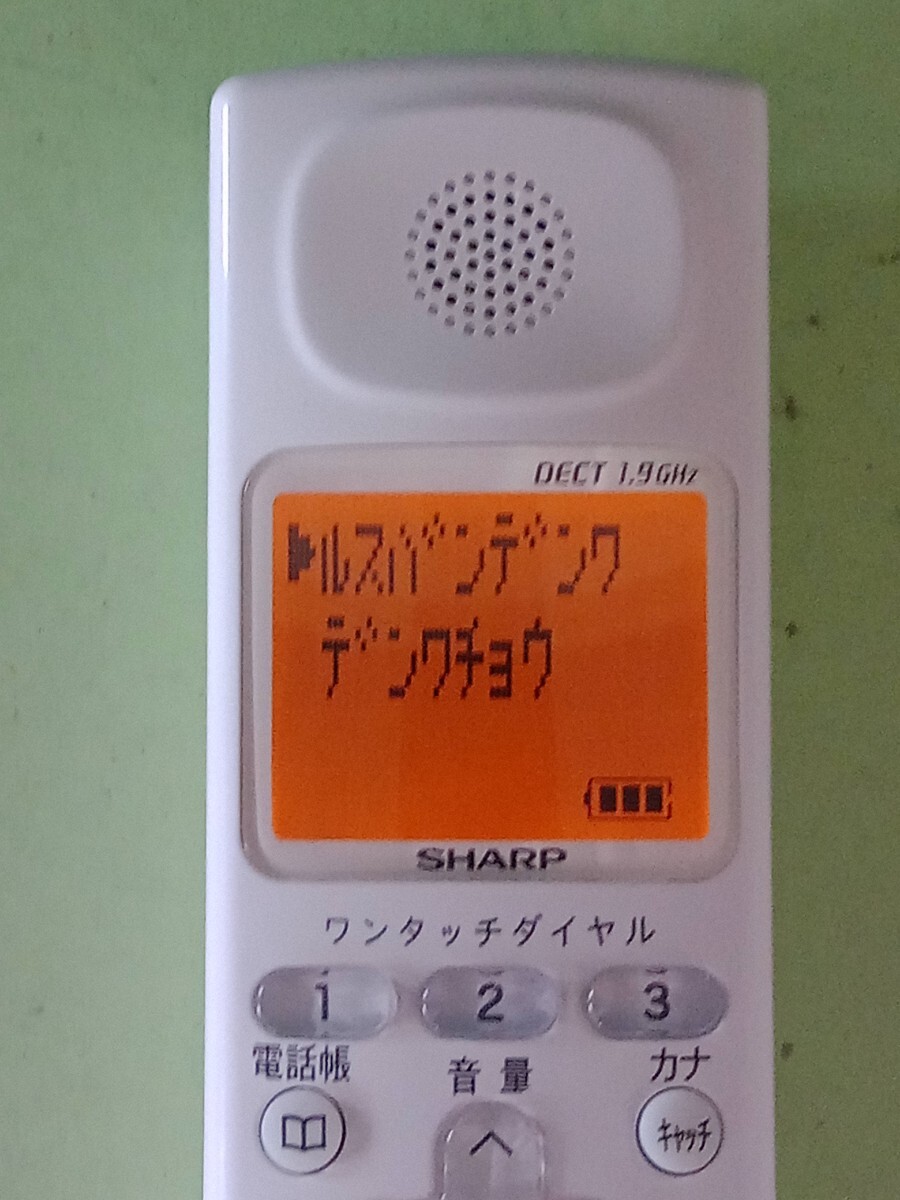 DECT 1.9GHz
▶ルスバンデンワ
デンワチョウ
SHARP
ワンタッチダイヤル
1 2 3
電話帳 音量 カナ
キャッチ